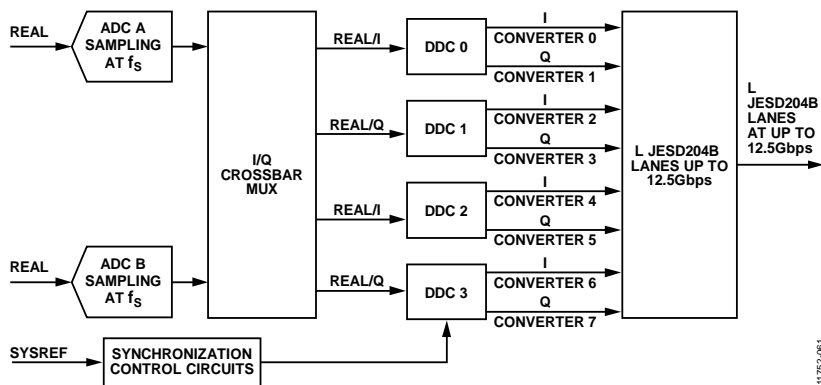 REAL
ADC A
SAMPLING
AT fS
REAL
ADC B
SAMPLING
AT fS
SYSREF
SYNCHRONIZATION
CONTROL CIRCUITS
I/Q
CROSSBAR
MUX
REAL/I
REAL/Q
REAL/I
REAL/Q
DDC 0
DDC 1
DDC 2
DDC 3
I
CONVERTER 0
Q
CONVERTER 1
I
CONVERTER 2
Q
CONVERTER 3
I
CONVERTER 4
Q
CONVERTER 5
I
CONVERTER 6
Q
CONVERTER 7
L JESD204B
LANES UP TO
12.5Gbps
L
JESD204B
LANES
AT UP TO
12.5Gbps
11752-061